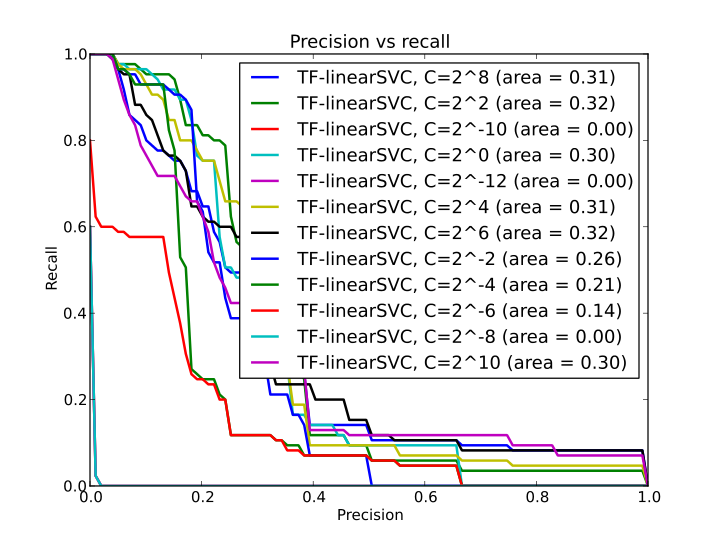 Precision vs recall
1.0
0.8
0.6
0.4
0.2
0.0
Recall
TF-linearSVC, C=2^8 (area = 0.31)
TF-linearSVC, C=2^2 (area = 0.32)
TF-linearSVC, C=2^-10 (area = 0.00)
TF-linearSVC, C=2^0 (area = 0.30)
TF-linearSVC, C=2^-12 (area = 0.00)
TF-linearSVC, C=2^4 (area = 0.31)
TF-linearSVC, C=2^6 (area = 0.32)
TF-linearSVC, C=2^-2 (area = 0.26)
TF-linearSVC, C=2^-4 (area = 0.21)
TF-linearSVC, C=2^-6 (area = 0.14)
TF-linearSVC, C=2^-8 (area = 0.00)
TF-linearSVC, C=2^10 (area = 0.30)
0.0 0.2 0.4 0.6 0.8 1.0
Precision